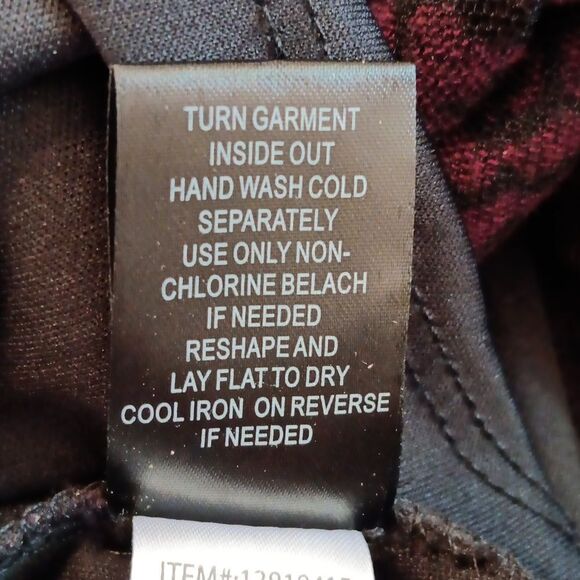 TURN GARMENT
INSIDE OUT
HAND WASH COLD
SEPARATELY
USE ONLY NON-
CHLORINE BELACH
IF NEEDED
RESHAPE AND
LAY FLAT TO DRY
COOL IRON ON REVERSE
IF NEEDED
ITEM#: